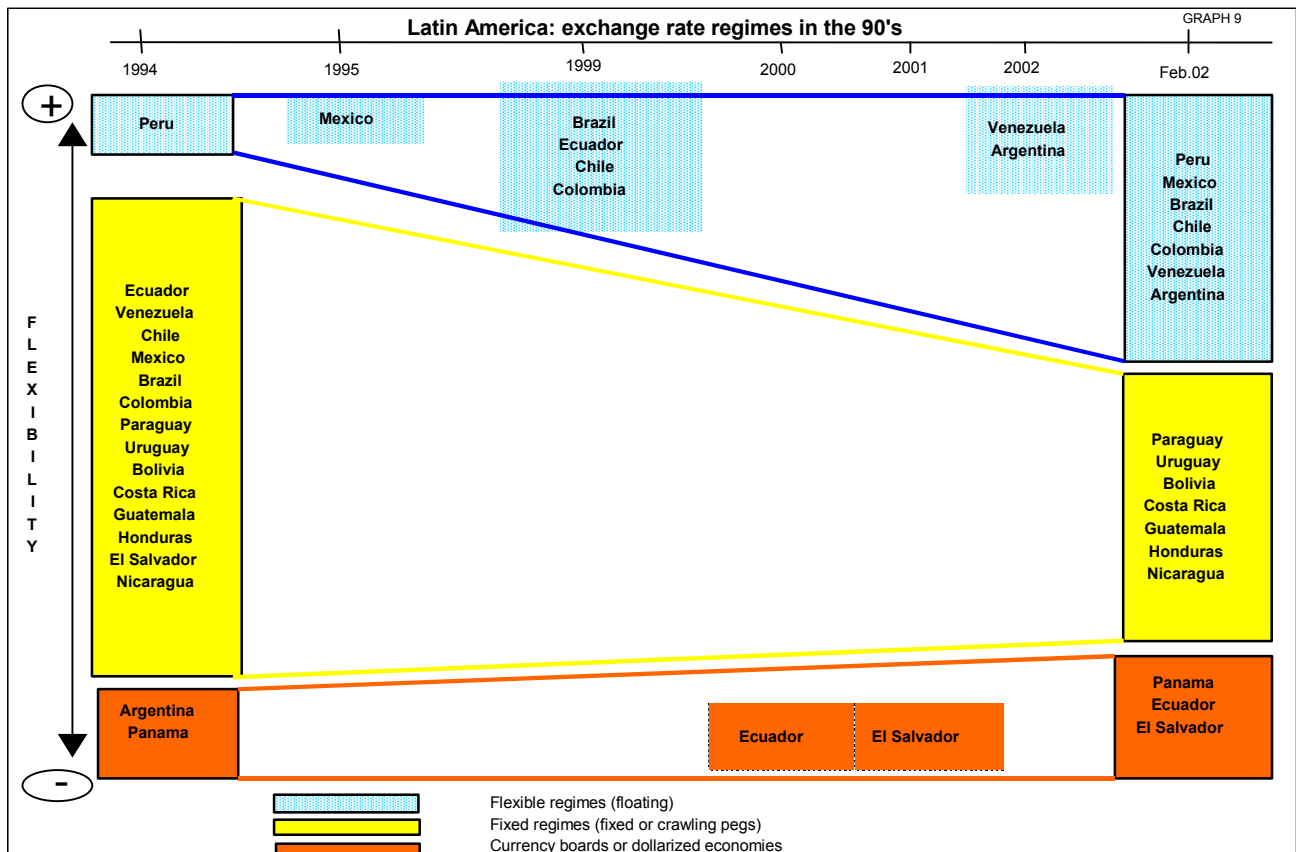 GRAPH 9
Latin America: exchange rate regimes in the 90's
1994
1995
1999
2000
2001
2002
Feb.02
+
Peru
Mexico
Brazil
Ecuador
Chile
Colombia
Venezuela
Argentina
Peru
Mexico
Brazil
Chile
Colombia
Venezuela
Argentina
F
L
E
X
I
B
I
L
I
T
Y
Ecuador
Venezuela
Chile
Mexico
Brazil
Colombia
Paraguay
Uruguay
Bolivia
Costa Rica
Guatemala
Honduras
El Salvador
Nicaragua
Paraguay
Uruguay
Bolivia
Costa Rica
Guatemala
Honduras
Nicaragua
Argentina
Panama
Ecuador
El Salvador
Panama
Ecuador
El Salvador
-
Flexible regimes (floating)
Fixed regimes (fixed or crawling pegs)
Currency boards or dollarized economies